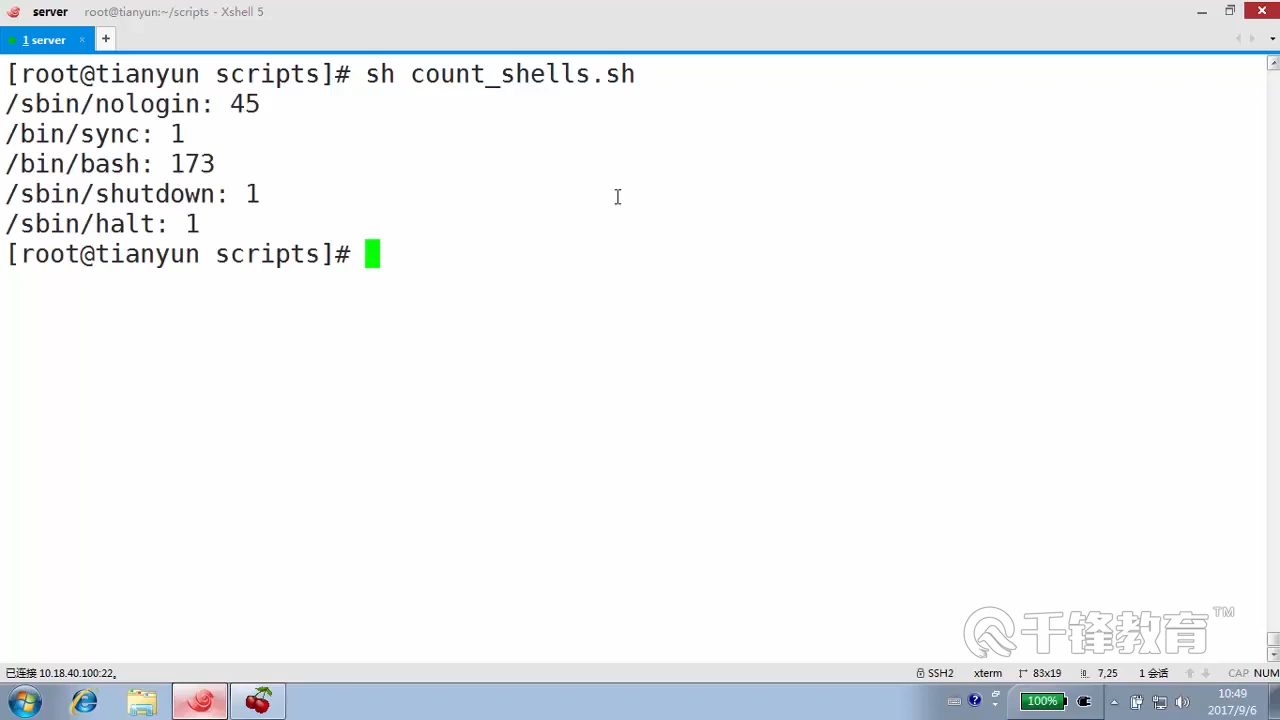 server root@tianyun:~/scripts - Xshell 5
1 server
[root@tianyun scripts]# sh count_shells.sh
/sbin/nologin: 45
/bin/sync: 1
/bin/bash: 173
/sbin/shutdown: 1
/sbin/halt: 1
[root@tianyun scripts]#
千锋教育™
已连接 10.18.40.100:22。 SSH2 xterm 83x19 7,25 1 会话 CAP NUM
100% 10:49
2017/9/6